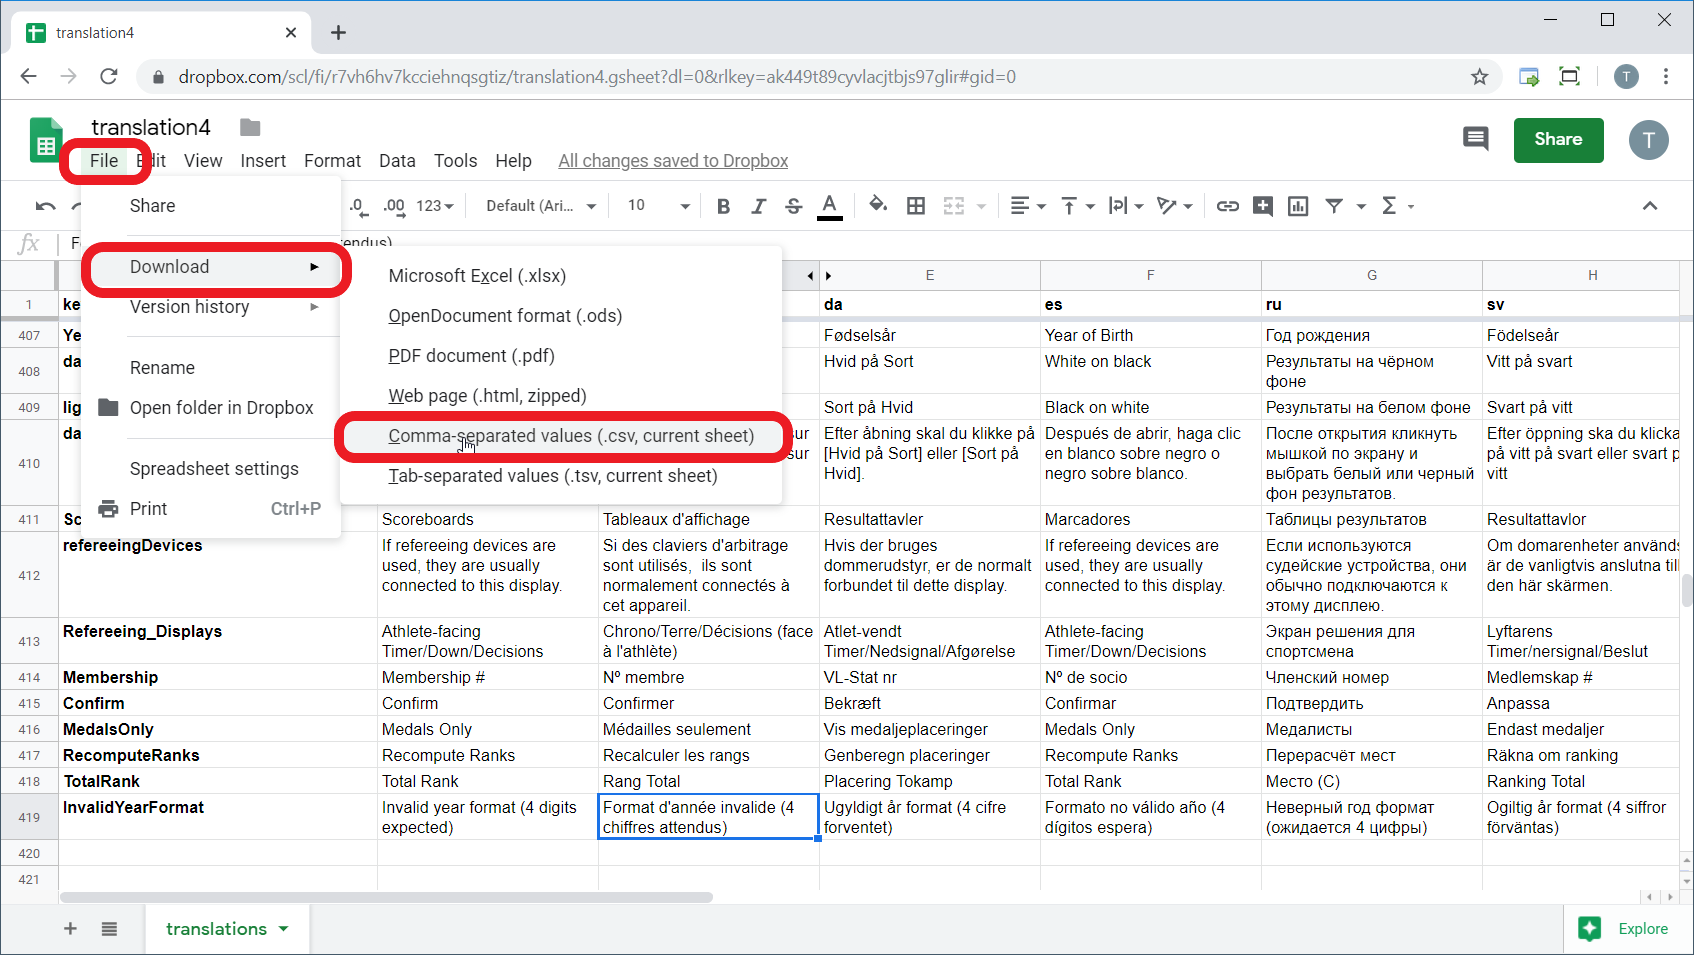 translation4
dropbox.com/scl/fi/r7vh6hv7kcciehnqsgtiz/translation4.gsheet?dl=0&rlkey=ak449t89cyvlacjtbjs97glir#gid=0
T
translation4
File Edit View Insert Format Data Tools Help All changes saved to Dropbox
Share
T
.0 .00 123 Default (Ari... 10 B I S A Σ
fx
tendus)
Share
Download
Version history
Rename
Open folder in Dropbox
Spreadsheet settings
Print Ctrl+P
Microsoft Excel (.xlsx)
OpenDocument format (.ods)
PDF document (.pdf)
Web page (.html, zipped)
Comma-separated values (.csv, current sheet)
Tab-separated values (.tsv, current sheet)
E F G H
1 ke da es ru sv
407 Ye Fødselsår Year of Birth Год рождения Födelseår
408 da Hvid på Sort White on black Результаты на чёрном Vitt på svart
фоне
409 lig Sort på Hvid Black on white Результаты на белом фоне Svart på vitt
410 da sur Efter åbning skal du klikke på Después de abrir, haga clic После открытия кликнуть Efter öppning ska du klicka
sur [Hvid på Sort] eller [Sort på en blanco sobre negro o мышкой по экрану и på vitt på svart eller svart p
Hvid]. negro sobre blanco. выбрать белый или черный vitt
фон результатов.
411 Sc Scoreboards Tableaux d'affichage Resultattavler Marcadores Таблицы результатов Resultattavlor
412 refereeingDevices If refereeing devices are Si des claviers d'arbitrage Hvis der bruges If refereeing devices are Если используются Om domarenheter används
used, they are usually sont utilisés, ils sont dommerudstyr, er de normalt used, they are usually судейские устройства, они är de vanligtvis anslutna til
connected to this display. normalement connectés à forbundet til dette display. connected to this display. обычно подключаются к den här skärmen.
cet appareil. этому дисплею.
413 Refereeing_Displays Athlete-facing Chrono/Terre/Décisions (face Atlet-vendt Athlete-facing Экран решения для Lyftarens
Timer/Down/Decisions à l'athlète) Timer/Nedsignal/Afgørelse Timer/Down/Decisions спортсмена Timer/nersignal/Beslut
414 Membership Membership # Nº membre VL-Stat nr Nº de socio Членский номер Medlemskap #
415 Confirm Confirm Confirmer Bekræft Confirmar Подтвердить Anpassa
416 MedalsOnly Medals Only Médailles seulement Vis medaljeplaceringer Medals Only Медалисты Endast medaljer
417 RecomputeRanks Recompute Ranks Recalculer les rangs Genberegn placeringer Recompute Ranks Перерасчёт мест Räkna om ranking
418 TotalRank Total Rank Rang Total Placering Tokamp Total Rank Место (С) Ranking Total
419 InvalidYearFormat Invalid year format (4 digits Format d'année invalide (4 Ugyldigt år format (4 cifre Formato no válido año (4 Неверный год формат Ogiltig år format (4 siffror
expected) chiffres attendus) forventet) dígitos espera) (ожидается 4 цифры) förväntas)
420
421
translations
Explore